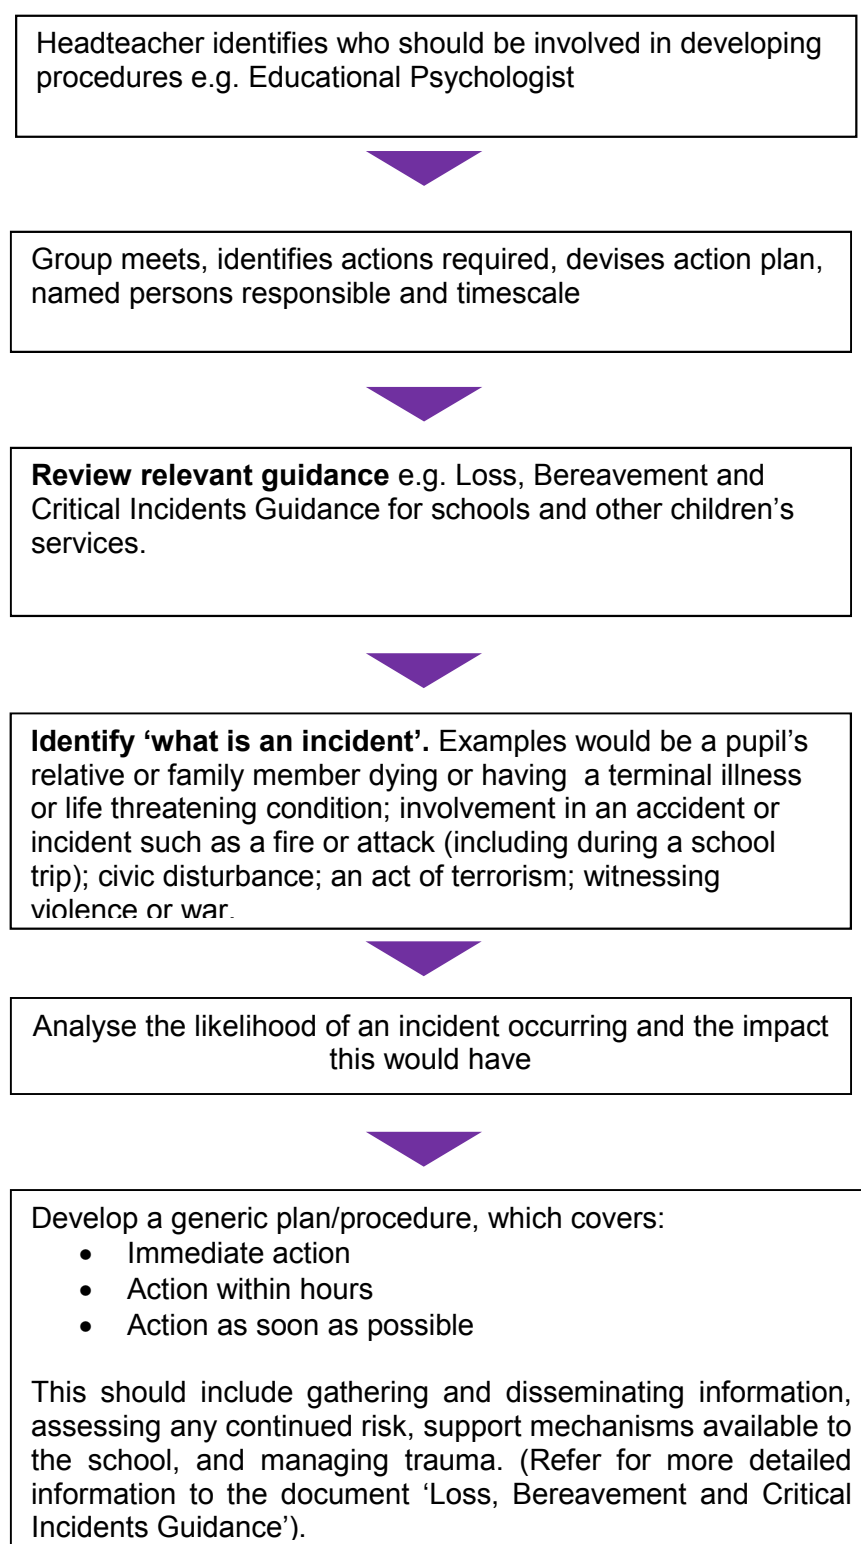 Headteacher identifies who should be involved in developing
procedures e.g. Educational Psychologist
Group meets, identifies actions required, devises action plan,
named persons responsible and timescale
Review relevant guidance e.g. Loss, Bereavement and
Critical Incidents Guidance for schools and other children’s
services.
Identify ‘what is an incident’. Examples would be a pupil’s
relative or family member dying or having  a terminal illness
or life threatening condition; involvement in an accident or
incident such as a fire or attack (including during a school
trip); civic disturbance; an act of terrorism; witnessing
violence or war.
Analyse the likelihood of an incident occurring and the impact
this would have
Develop a generic plan/procedure, which covers:
• Immediate action
• Action within hours
• Action as soon as possible
This should include gathering and disseminating information,
assessing any continued risk, support mechanisms available to
the school, and managing trauma. (Refer for more detailed
information to the document ‘Loss, Bereavement and Critical
Incidents Guidance’).